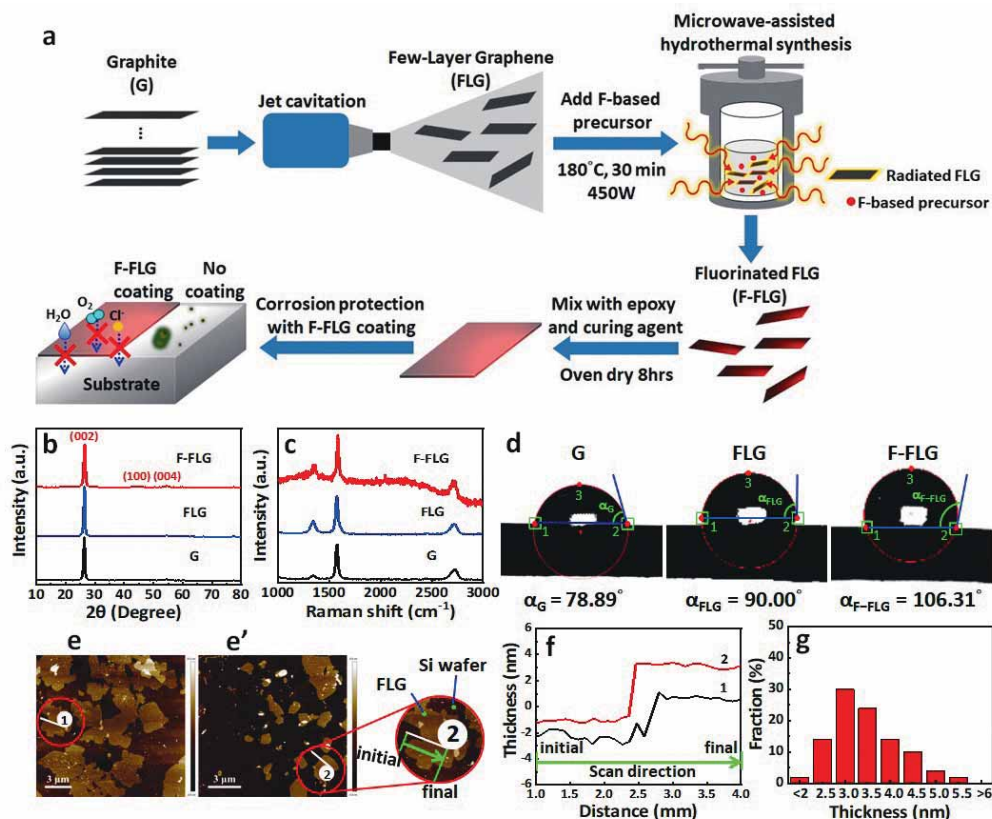 a
Graphite
(G)
Jet cavitation
Few-Layer Graphene
(FLG)
Add F-based
precursor
180°C, 30 min
450W
Microwave-assisted
hydrothermal synthesis
Radiated FLG
F-based precursor
Fluorinated FLG
(F-FLG)
Mix with epoxy
and curing agent
Oven dry 8hrs
Corrosion protection
with F-FLG coating
F-FLG
coating
No
coating
H2O
O2
Cl-
Substrate
b
Intensity (a.u.)
(002)
(100) (004)
F-FLG
FLG
G
10 20 30 40 50 60 70 80
2θ (Degree)
c
Intensity (a.u.)
F-FLG
FLG
G
1000 1500 2000 2500 3000
Raman shift (cm-1)
d
G
FLG
F-FLG
3
αG
1
2
3
αFLG
1
2
3
αF-FLG
1
2
αG = 78.89°
αFLG = 90.00°
αF-FLG = 106.31°
e
1
3 μm
e'
2
3 μm
FLG
Si wafer
2
initial
final
f
Thickness (nm)
6
4
2
0
-2
-4
-6
2
1
initial
final
Scan direction
1.0 1.5 2.0 2.5 3.0 3.5 4.0
Distance (mm)
g
Fraction (%)
50
40
30
20
10
0
<2 2.5 3.0 3.5 4.0 4.5 5.0 5.5 >6
Thickness (nm)